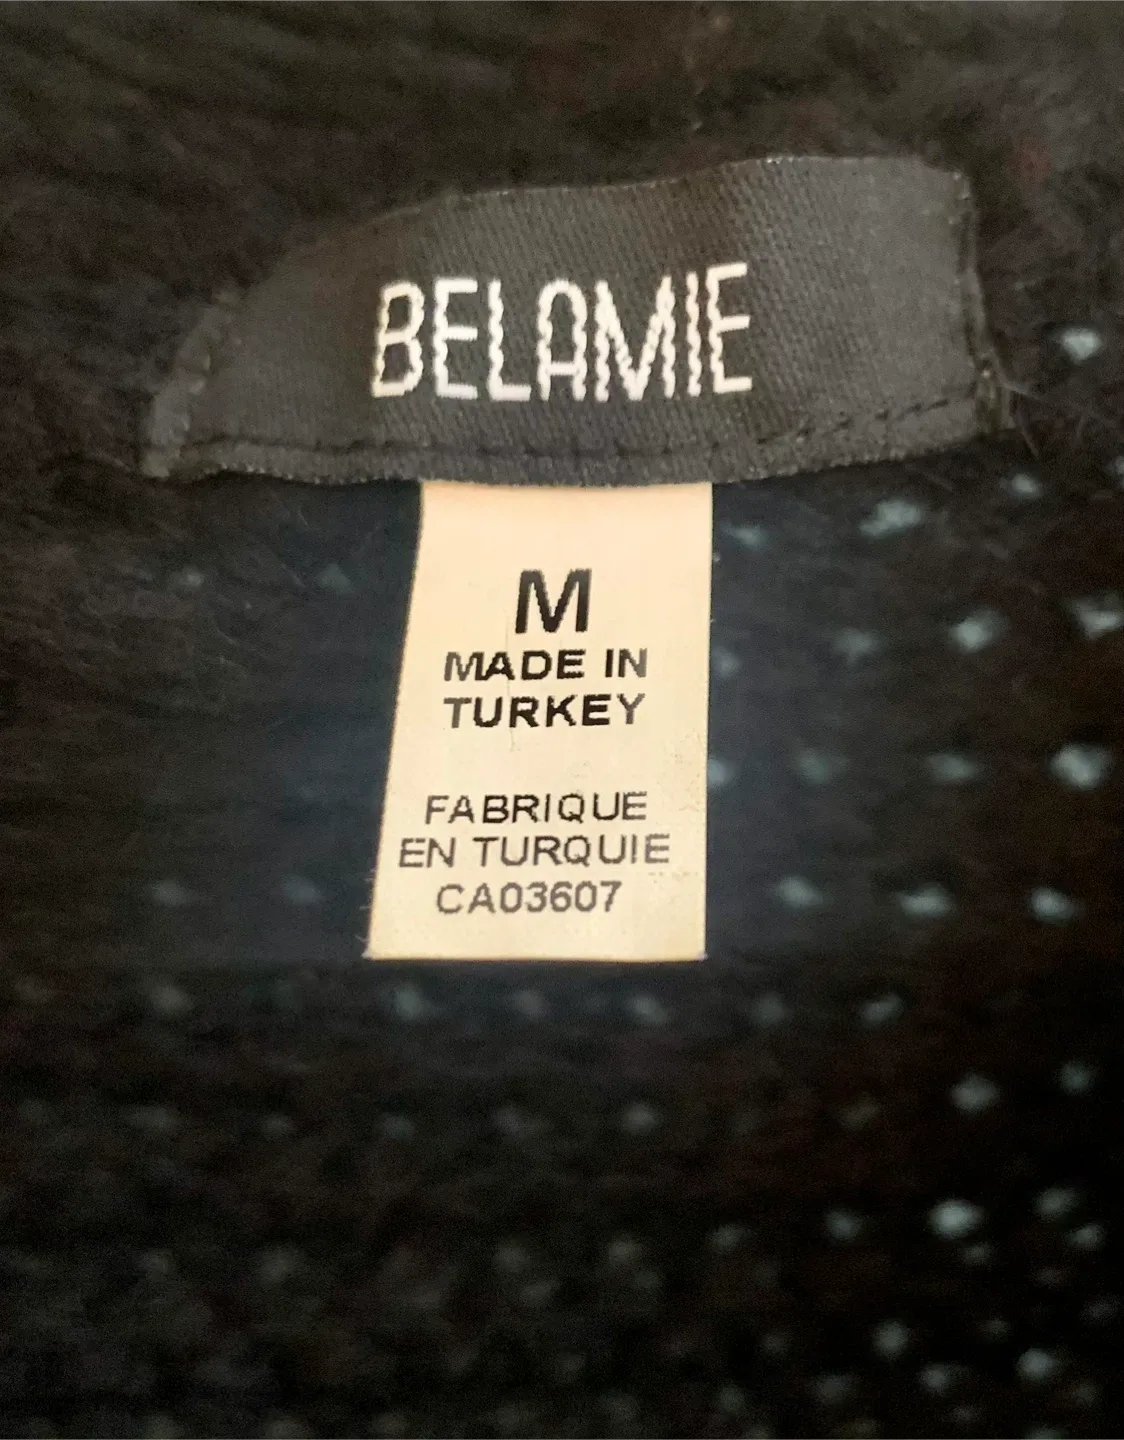 BELAMIE
M
MADE IN
TURKEY
FABRIQUE
EN TURQUIE
CA03607